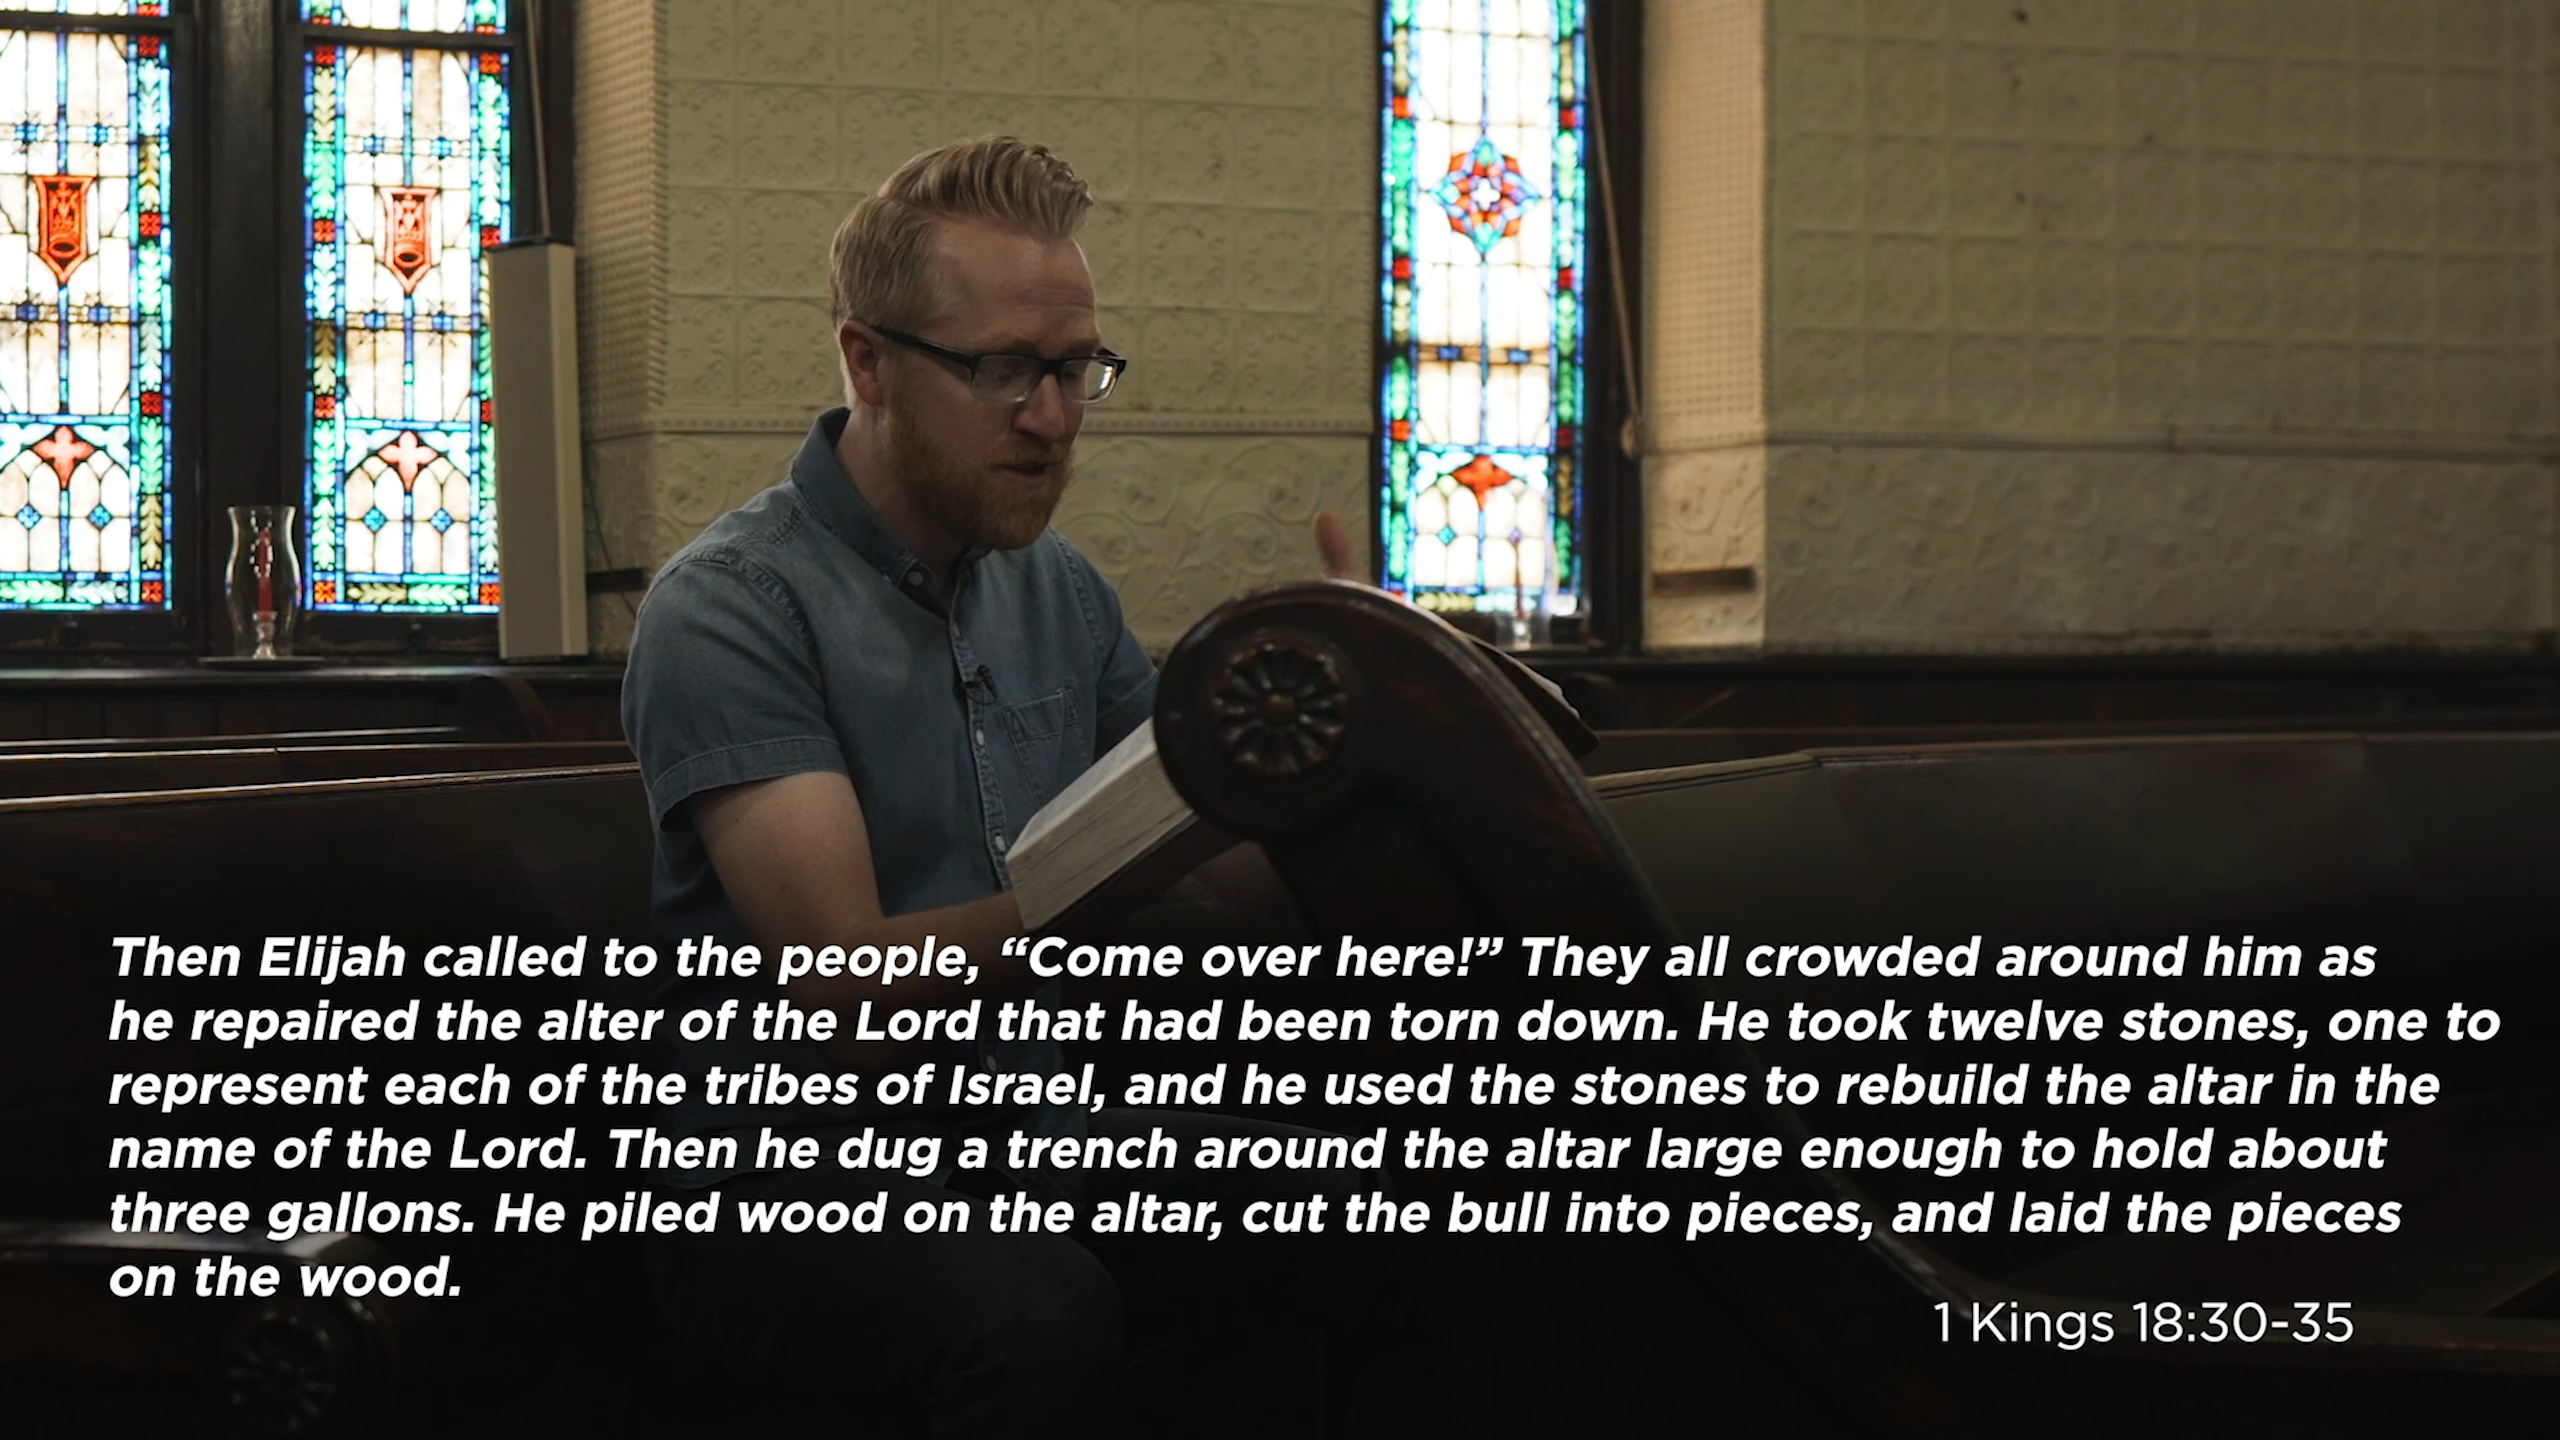 Then Elijah called to the people, “Come over here!” They all crowded around him as
he repaired the alter of the Lord that had been torn down. He took twelve stones, one to
represent each of the tribes of Israel, and he used the stones to rebuild the altar in the
name of the Lord. Then he dug a trench around the altar large enough to hold about
three gallons. He piled wood on the altar, cut the bull into pieces, and laid the pieces
on the wood.
1 Kings 18:30-35